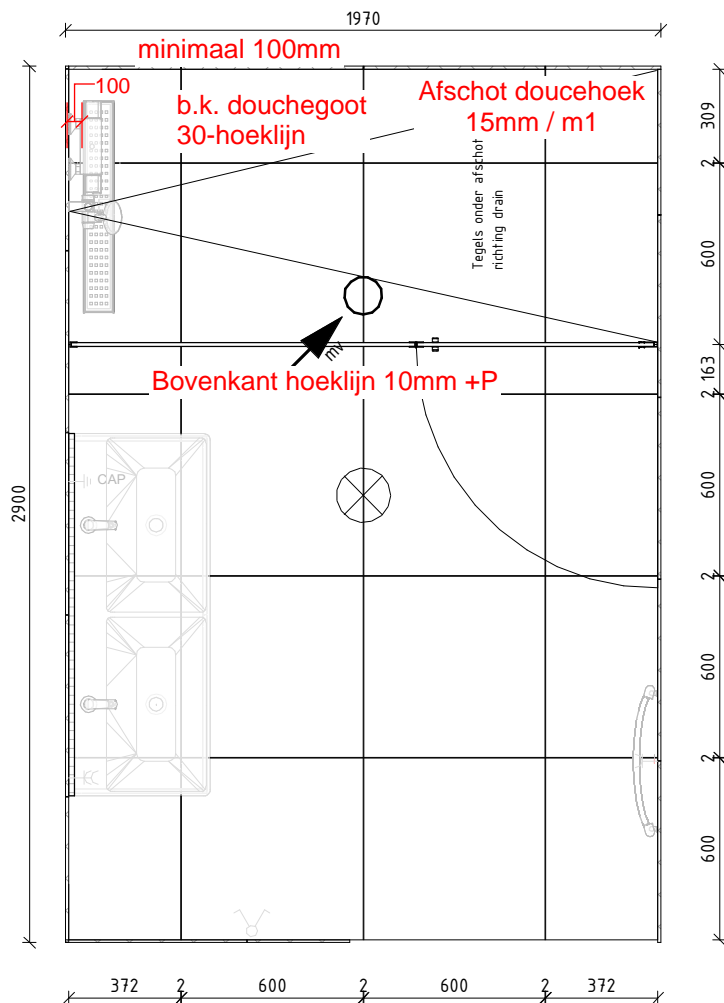 1970
minimaal 100mm
100
b.k. douchegoot
30-hoeklijn
Afschot doucehoek
15mm / m1
Tegels onder afschot
richting drain
mv
Bovenkant hoeklijn 10mm +P
CAP
2900
309
2
600
163
2
600
2
600
2
600
372
2
600
2
600
2
372